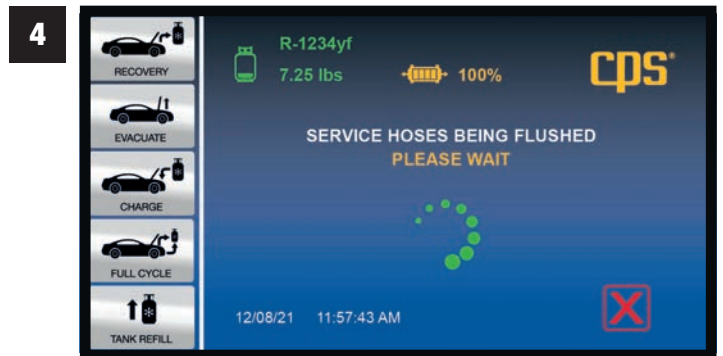 4
RECOVERY
EVACUATE
CHARGE
FULL CYCLE
TANK REFILL
R-1234yf
7.25 lbs
100%
cps®
SERVICE HOSES BEING FLUSHED
PLEASE WAIT
12/08/21 11:57:43 AM